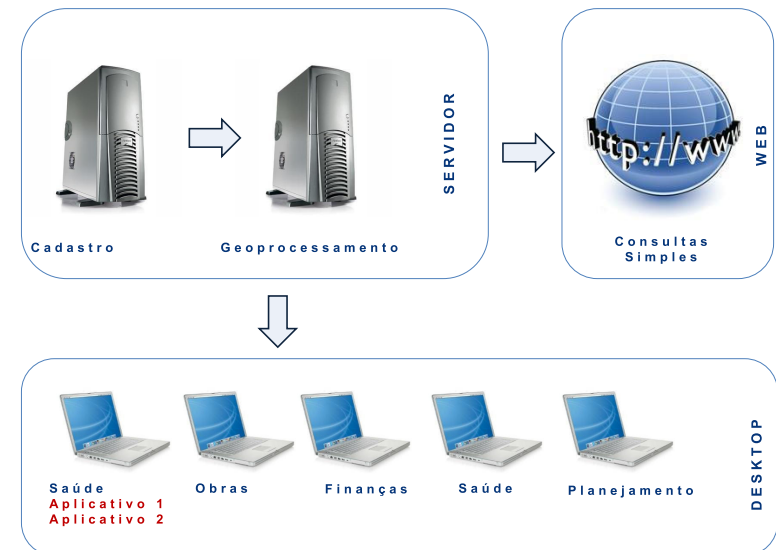 SERVIDOR
Cadastro
Geoprocessamento
http://www
WEB
Consultas
Simples
DESKTOP
Saúde
Aplicativo 1
Aplicativo 2
Obras
Finanças
Saúde
Planejamento